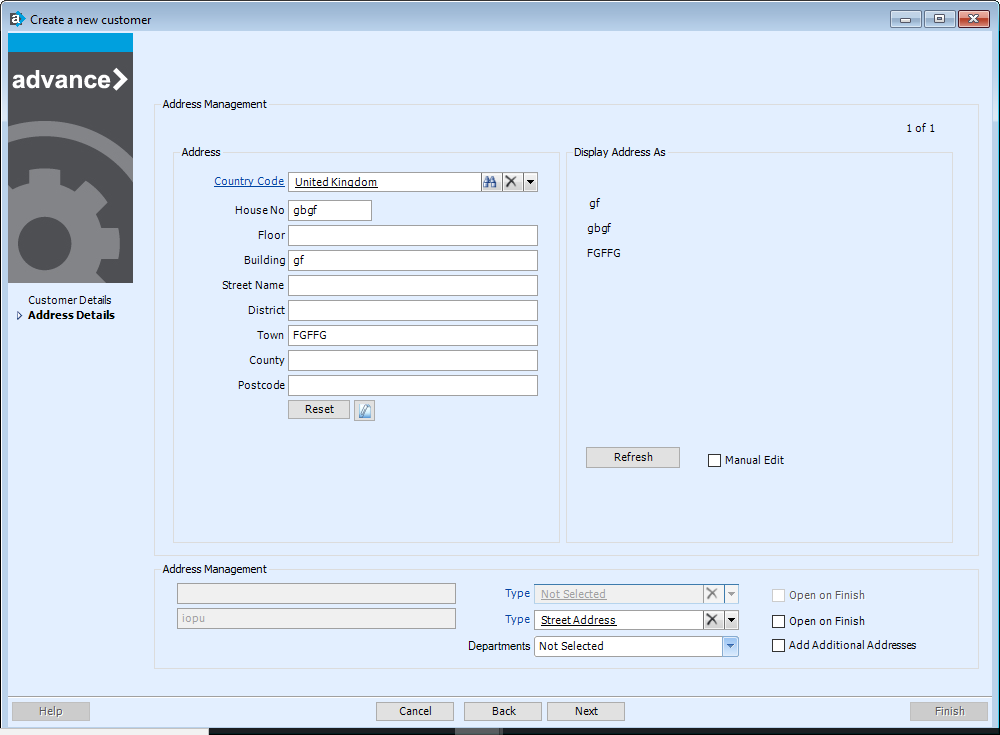 a Create a new customer
advance
Customer Details
Address Details
Address Management
1 of 1
Address
Country Code United Kingdom
House No gbgf
Floor
Building gf
Street Name
District
Town FGFFG
County
Postcode
Reset
Display Address As
gf
gbgf
FGFFG
Refresh Manual Edit
Address Management
Type Not Selected Open on Finish
iopu Type Street Address Open on Finish
Departments Not Selected Add Additional Addresses
Help Cancel Back Next Finish